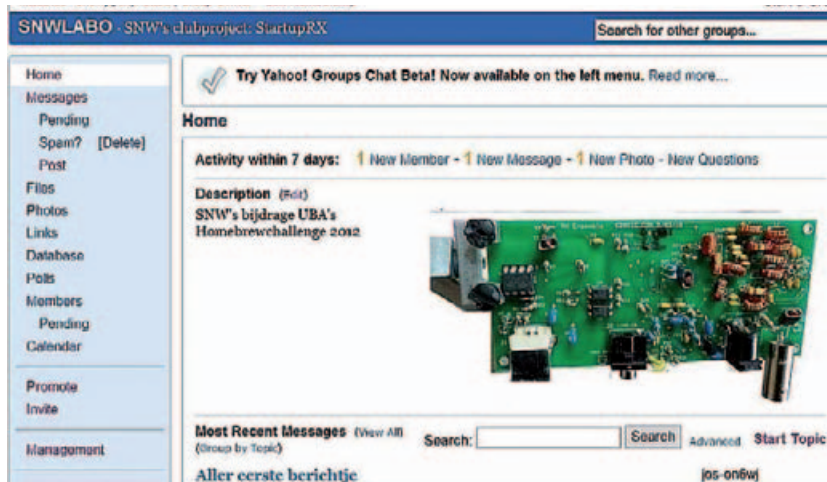 SNWLABO - SNW's clubproject: StartupRX
Search for other groups...
Home
Messages
Pending
Spam? [Delete]
Post
Files
Photos
Links
Database
Polls
Members
Pending
Calendar
Promote
Invite
Management
Try Yahoo! Groups Chat Beta! Now available on the left menu. Read more...
Home
Activity within 7 days: 1 New Member - 1 New Message - 1 New Photo - New Questions
Description (Edit)
SNW's bijdrage UBA's
Homebrewchallenge 2012
Most Recent Messages (View All)
(Group by Topic)
Search:
Search
Advanced
Start Topic
Aller eerste berichtje
jos-on6wj